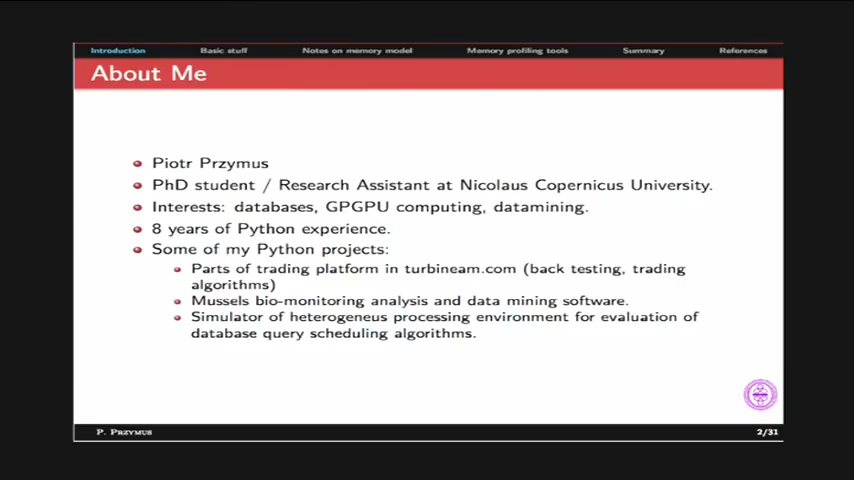 Introduction Basic stuff Notes on memory model Memory profiling tools Summary References
About Me
Piotr Przymus
PhD student / Research Assistant at Nicolaus Copernicus University.
Interests: databases, GPGPU computing, datamining.
8 years of Python experience.
Some of my Python projects:
Parts of trading platform in turbineam.com (back testing, trading
algorithms)
Mussels bio-monitoring analysis and data mining software.
Simulator of heterogeneus processing environment for evaluation of
database query scheduling algorithms.
P. Przymus 2/31